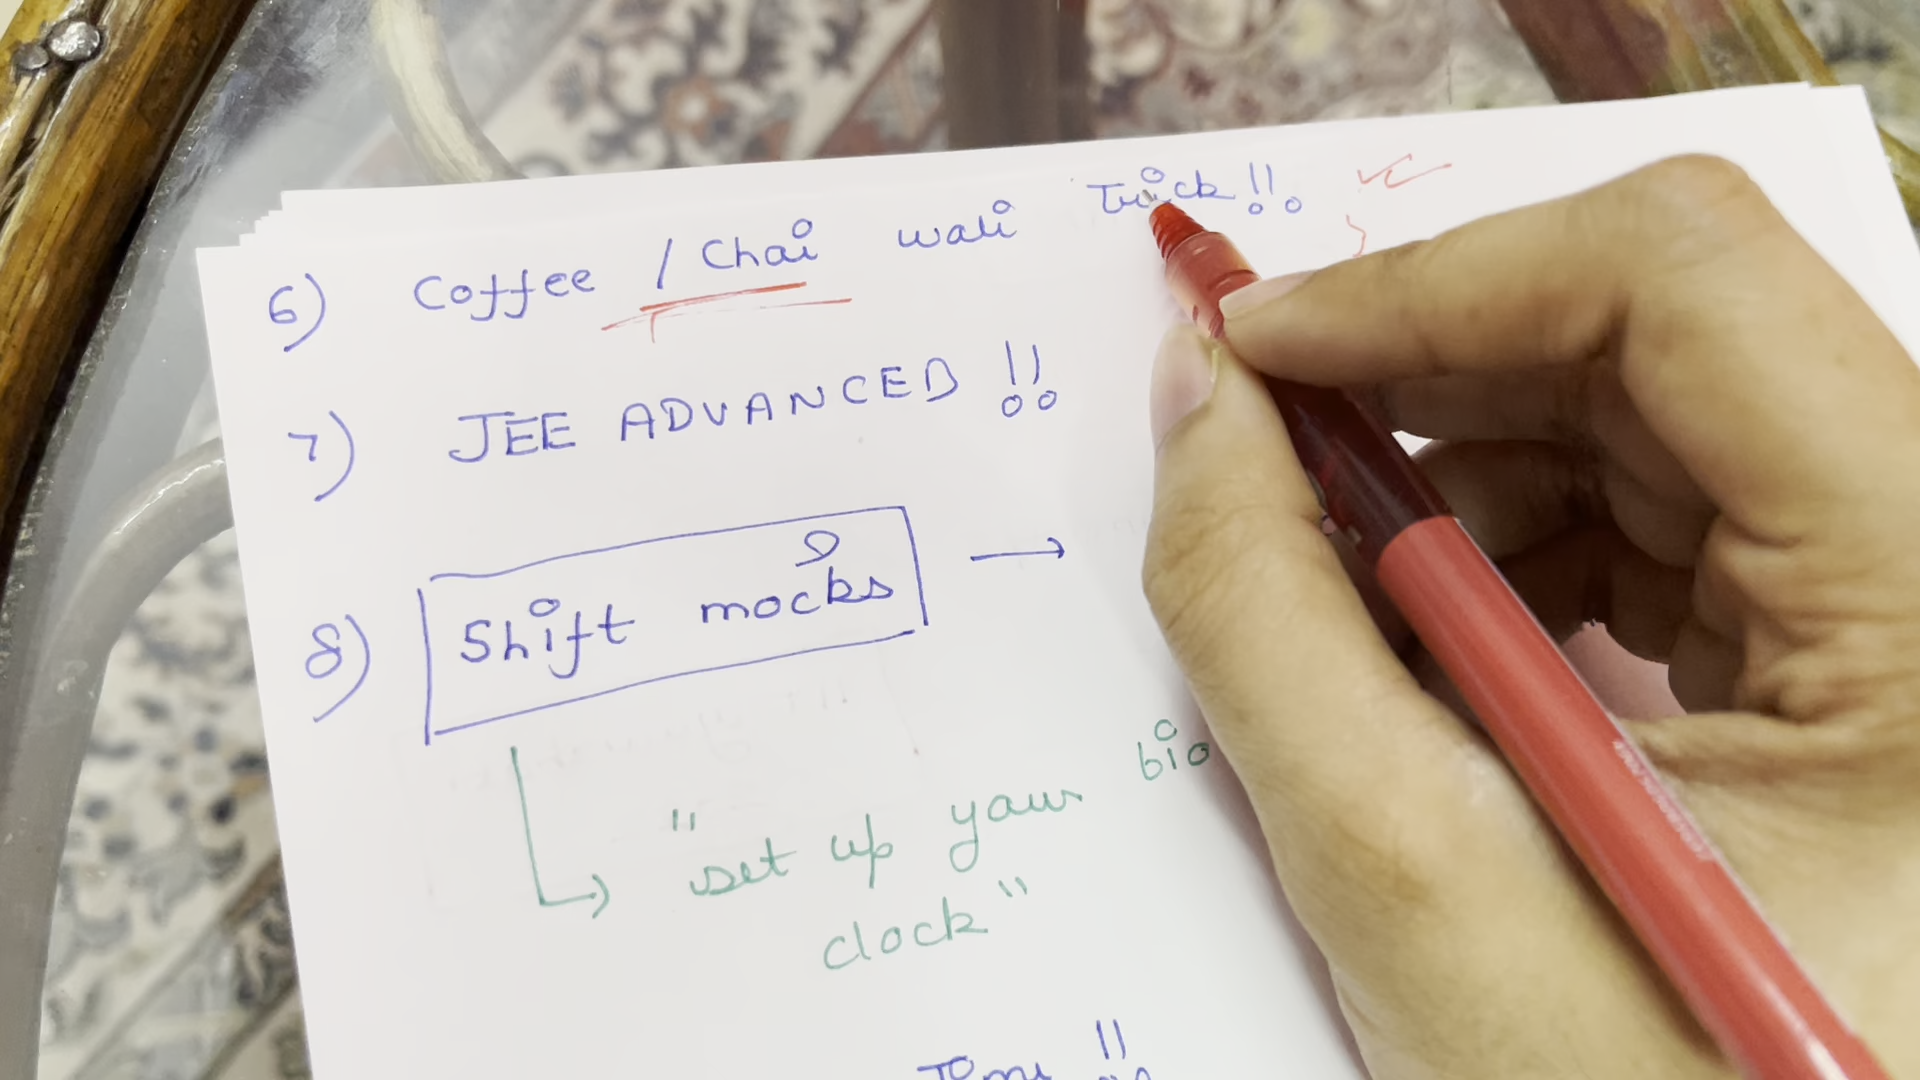 6) Coffee / Chai wali Trick!!
7) JEE ADVANCED !!
8) Shift mocks →
"set up your bio
clock"